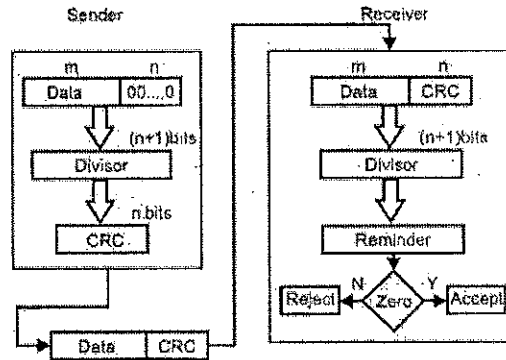 Sender
m n
Data 00...,0
(n+1)bits
Divisor
n.bits
CRC
Data CRC
Receiver
m n
Data CRC
(n+1)bits
Divisor
Reminder
N Zero Y
Reject Accept